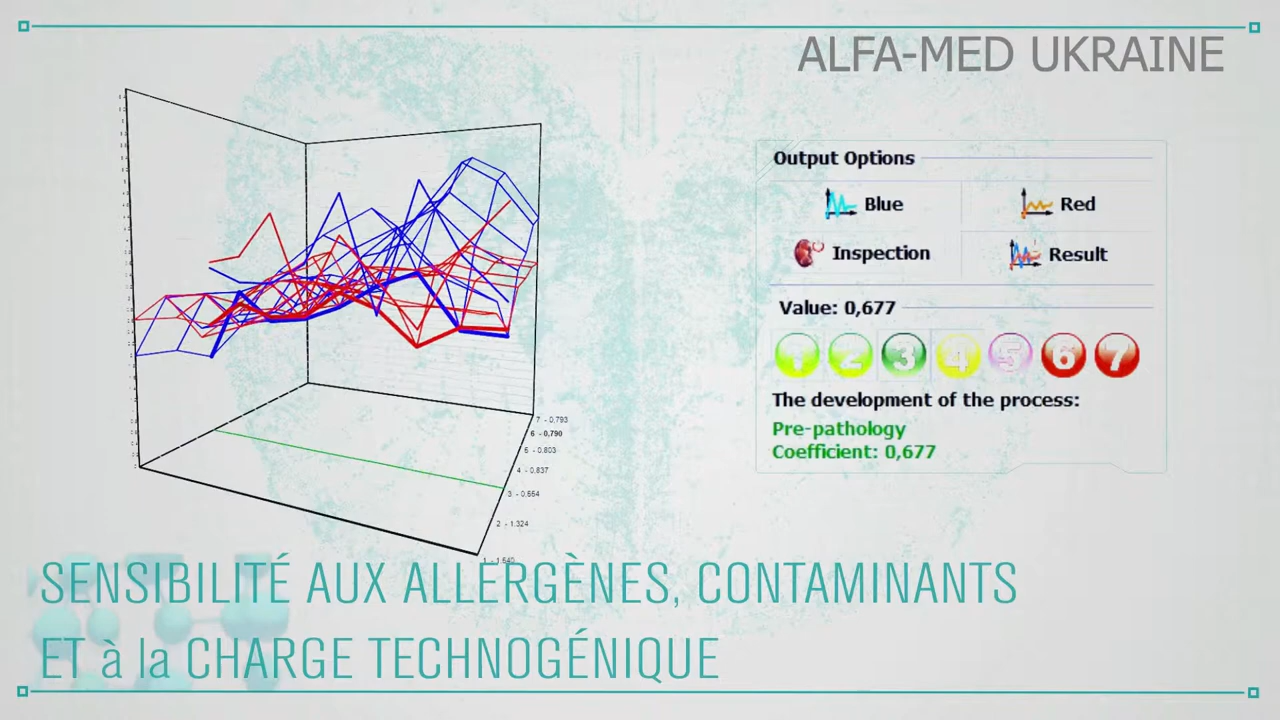 ALFA-MED UKRAINE
Output Options
Blue
Red
Inspection
Result
Value: 0,677
1 2 3 4 5 6 7
The development of the process:
Pre-pathology
Coefficient: 0,677
7 - 0,793
6 - 0,790
5 - 0,803
4 - 0,837
3 - 0,554
2 - 1,324
SENSIBILITÉ AUX ALLERGÈNES, CONTAMINANTS
ET à la CHARGE TECHNOGÉNIQUE